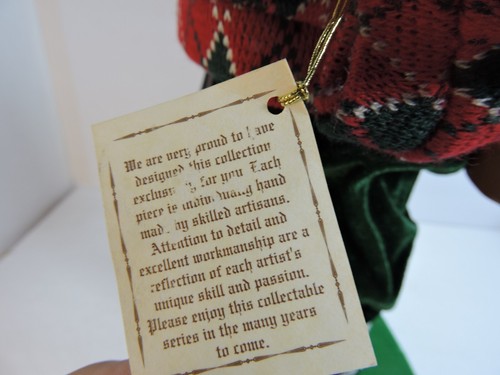 We are very proud to have
designed this collection
for you. Each
piece is hand
made by skilled artisans.
Attention to detail and
excellent workmanship are a
reflection of each artist's
unique skill and passion.
Please enjoy this collectable
series in the many years
to come.